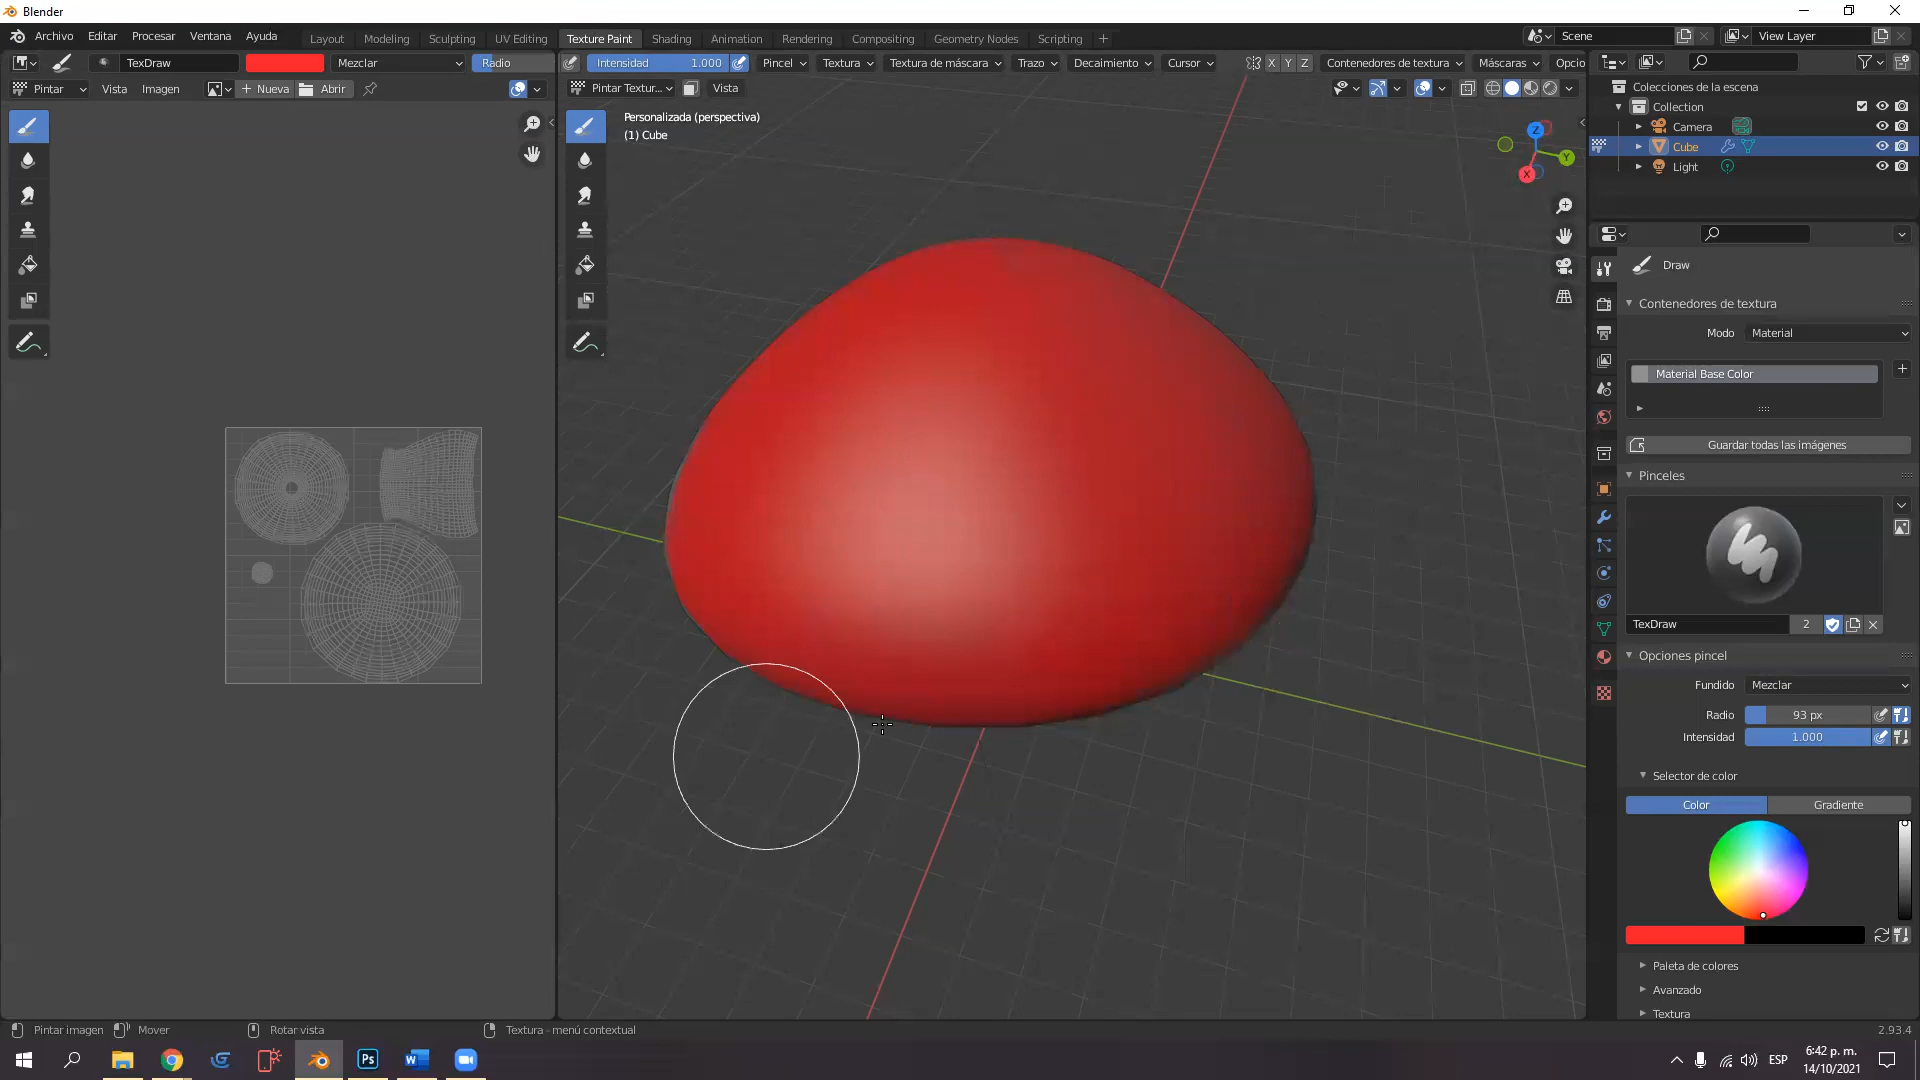 Blender
Archivo Editar Procesar Ventana Ayuda Layout Modeling Sculpting UV Editing Texture Paint Shading Animation Rendering Compositing Geometry Nodes Scripting + Scene View Layer
TexDraw Mezclar Radio Intensidad 1.000 Pincel Textura Textura de máscara Trazo Decaimiento Cursor X Y Z Contenedores de textura Máscaras Opcio
Pintar Vista Imagen + Nueva Abrir Pintar Textur... Vista
Personalizada (perspectiva)
(1) Cube
Z
Y
X
Colecciones de la escena
Collection
Camera
Cube
Light
Draw
Contenedores de textura
Modo Material
Material Base Color
Guardar todas las imágenes
Pinceles
TexDraw 2
Opciones pincel
Fundido Mezclar
Radio 93 px
Intensidad 1.000
Selector de color
Color Gradiente
Paleta de colores
Avanzado
Textura
Pintar imagen Mover Rotar vista Textura - menú contextual 2.93.4
Ps W ESP 6:42 p. m.
14/10/2021